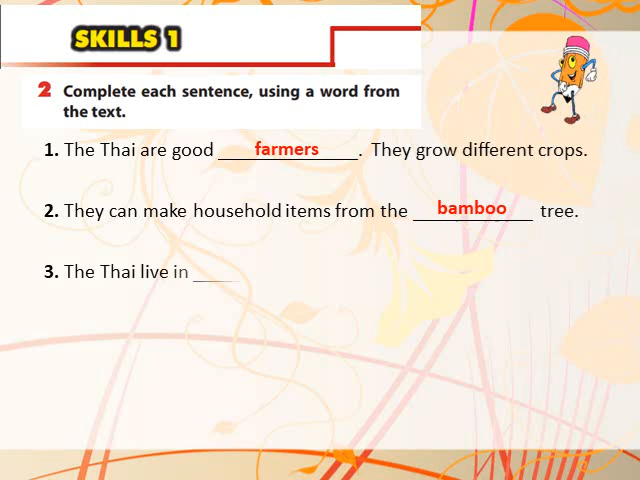 SKILLS 1
2 Complete each sentence, using a word from
the text.
1. The Thai are good farmers. They grow different crops.
2. They can make household items from the bamboo tree.
3. The Thai live in ____